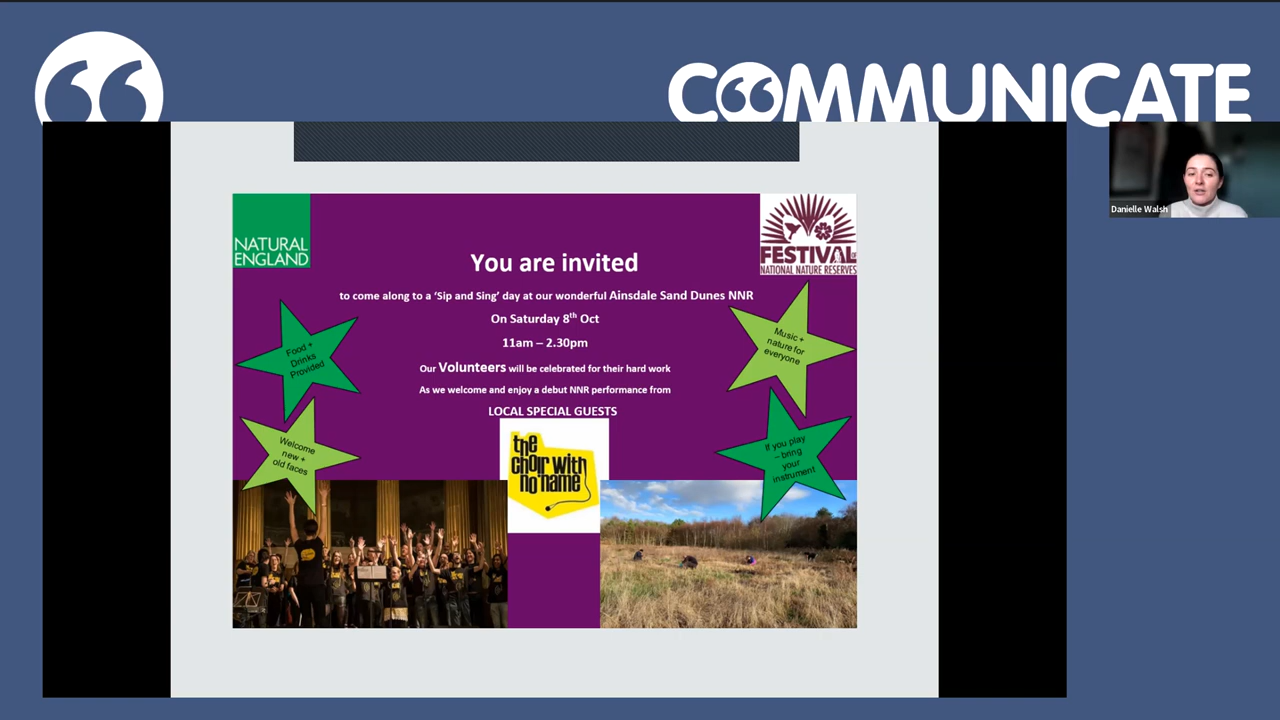 COMMUNICATE
Danielle Walsh
NATURAL
ENGLAND
FESTIVAL
NATIONAL NATURE RESERVES
You are invited
to come along to a 'Sip and Sing' day at our wonderful Ainsdale Sand Dunes NNR
On Saturday 8th Oct
11am – 2.30pm
Our Volunteers will be celebrated for their hard work
As we welcome and enjoy a debut NNR performance from
LOCAL SPECIAL GUESTS
Food +
Drinks
Provided
Music +
nature for
everyone
Welcome
new +
old faces
If you play
– bring
your
instrument
the
choir with
no name